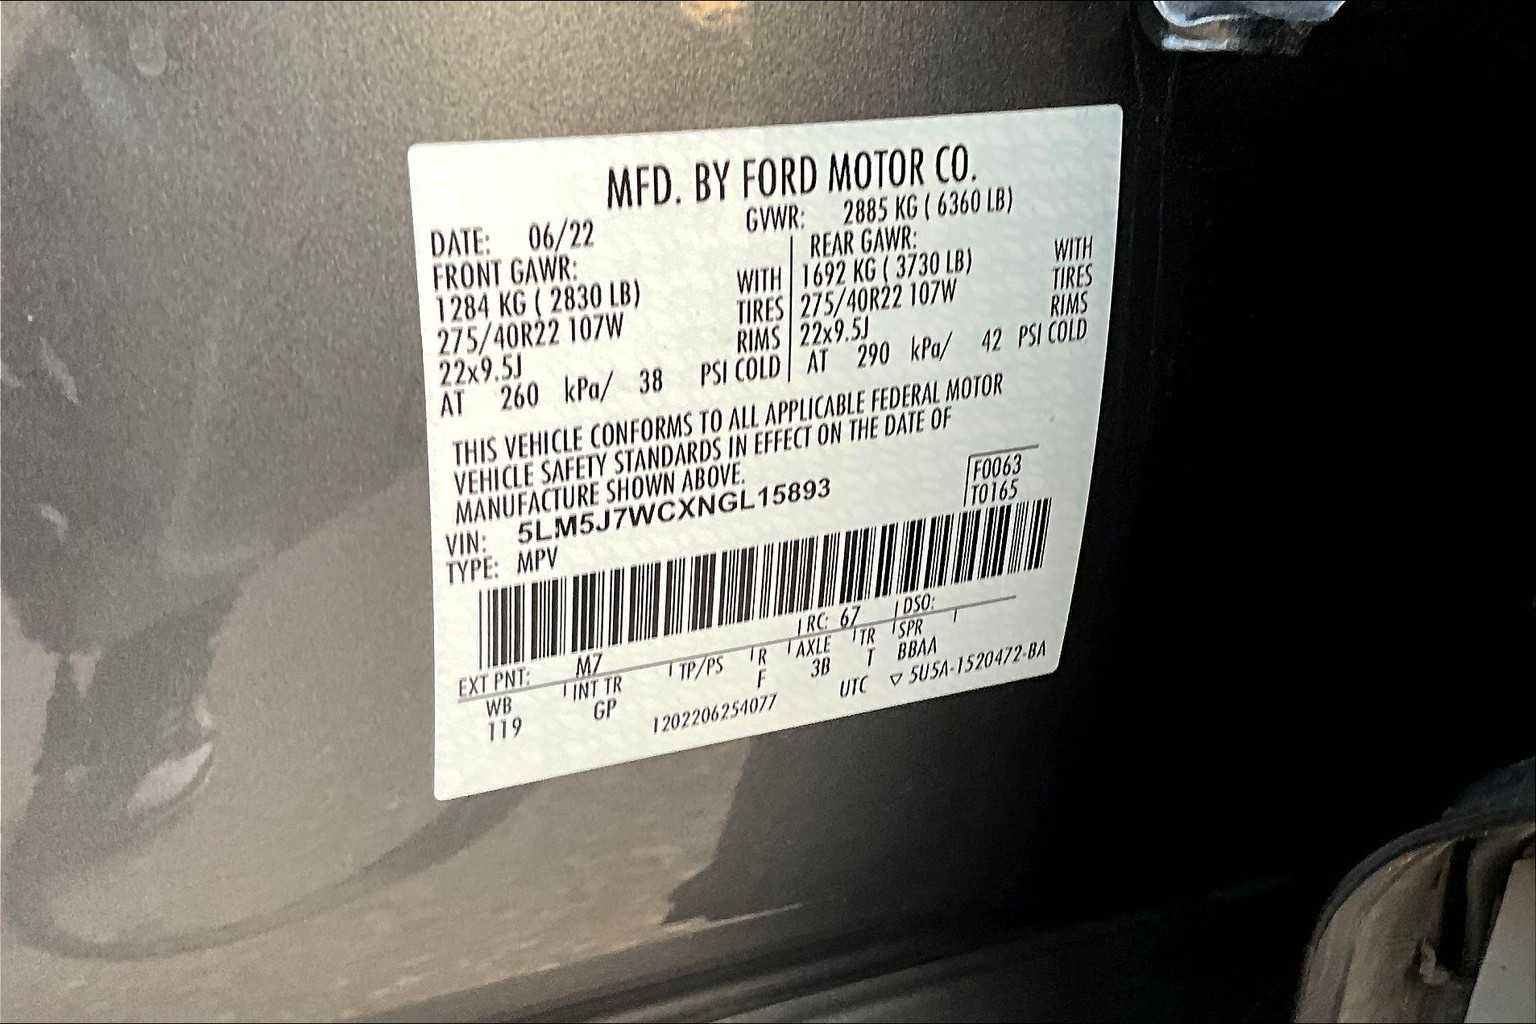 MFD. BY FORD MOTOR CO.
DATE: 06/22 GVWR: 2885 KG ( 6360 LB)
FRONT GAWR: REAR GAWR:
1284 KG ( 2830 LB) WITH 1692 KG ( 3730 LB) WITH
275/40R22 107W TIRES 275/40R22 107W TIRES
22x9.5J RIMS 22x9.5J RIMS
AT 260 kPa/ 38 PSI COLD AT 290 kPa/ 42 PSI COLD
THIS VEHICLE CONFORMS TO ALL APPLICABLE FEDERAL MOTOR
VEHICLE SAFETY STANDARDS IN EFFECT ON THE DATE OF
MANUFACTURE SHOWN ABOVE.
F0063
T0165
VIN: 5LM5J7WCXNGL15893
TYPE: MPV
EXT PNT: M7 RC: 67 DSO:
WB INT TR TP/PS R AXLE TR SPR
119 GP F 3B T BBAA
1202206254077 UTC ▽ 5U5A-1520472-BA